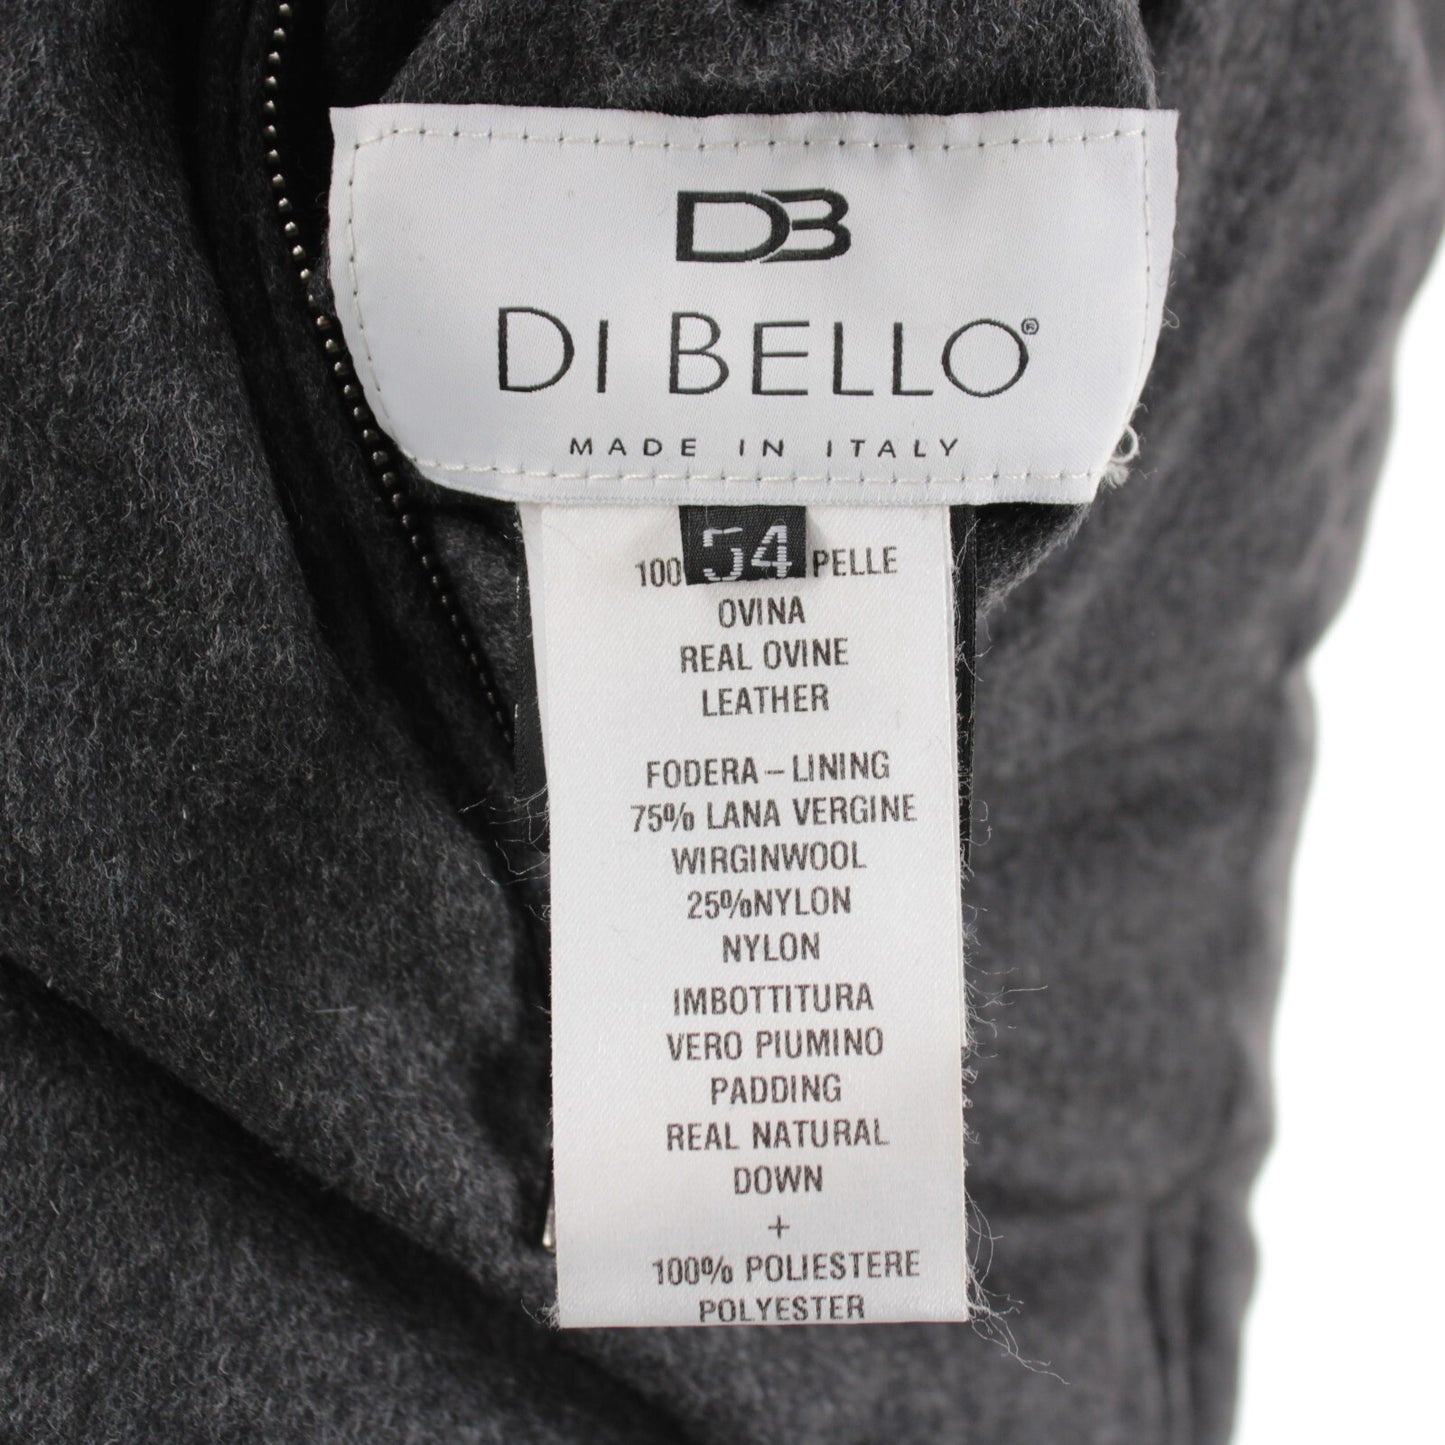 DB
DI BELLO®
MADE IN ITALY
54
100 PELLE
OVINA
REAL OVINE
LEATHER
FODERA – LINING
75% LANA VERGINE
WIRGINWOOL
25%NYLON
NYLON
IMBOTTITURA
VERO PIUMINO
PADDING
REAL NATURAL
DOWN
+
100% POLIESTERE
POLYESTER